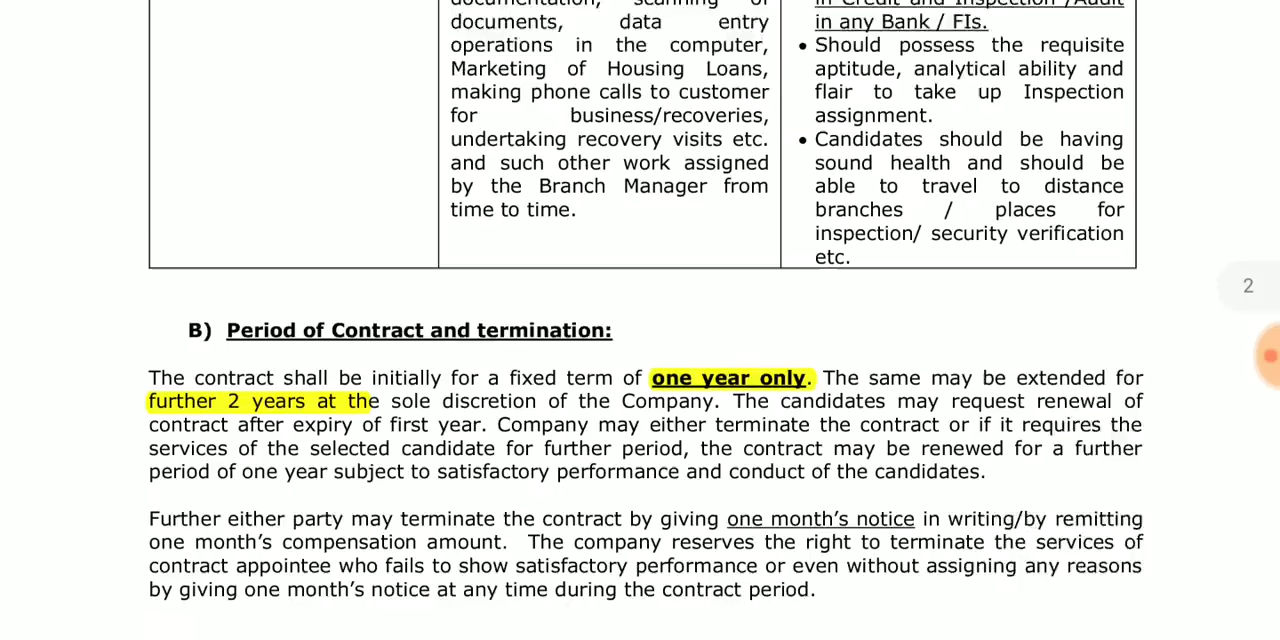 documentation, scanning of
documents, data entry
operations in the computer,
Marketing of Housing Loans,
making phone calls to customer
for business/recoveries,
undertaking recovery visits etc.
and such other work assigned
by the Branch Manager from
time to time.
in Credit and Inspection /Audit
in any Bank / FIs.
• Should possess the requisite
aptitude, analytical ability and
flair to take up Inspection
assignment.
• Candidates should be having
sound health and should be
able to travel to distance
branches / places for
inspection/ security verification
etc.
2
B) Period of Contract and termination:
The contract shall be initially for a fixed term of one year only. The same may be extended for
further 2 years at the sole discretion of the Company. The candidates may request renewal of
contract after expiry of first year. Company may either terminate the contract or if it requires the
services of the selected candidate for further period, the contract may be renewed for a further
period of one year subject to satisfactory performance and conduct of the candidates.
Further either party may terminate the contract by giving one month's notice in writing/by remitting
one month's compensation amount. The company reserves the right to terminate the services of
contract appointee who fails to show satisfactory performance or even without assigning any reasons
by giving one month's notice at any time during the contract period.